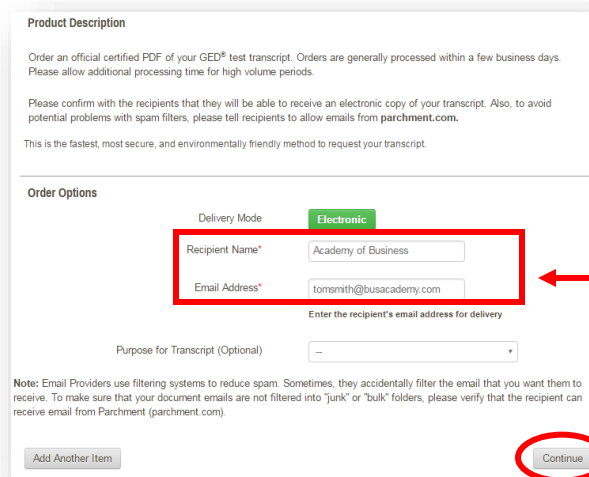 Product Description
Order an official certified PDF of your GED® test transcript. Orders are generally processed within a few business days.
Please allow additional processing time for high volume periods.
Please confirm with the recipients that they will be able to receive an electronic copy of your transcript. Also, to avoid
potential problems with spam filters, please tell recipients to allow emails from parchment.com.
This is the fastest, most secure, and environmentally friendly method to request your transcript.
Order Options
Delivery Mode Electronic
Recipient Name* Academy of Business
Email Address* tomsmith@busacademy.com
Enter the recipient's email address for delivery
Purpose for Transcript (Optional) --
Note: Email Providers use filtering systems to reduce spam. Sometimes, they accidentally filter the email that you want them to
receive. To make sure that your document emails are not filtered into "junk" or "bulk" folders, please verify that the recipient can
receive email from Parchment (parchment.com).
Add Another Item Continue